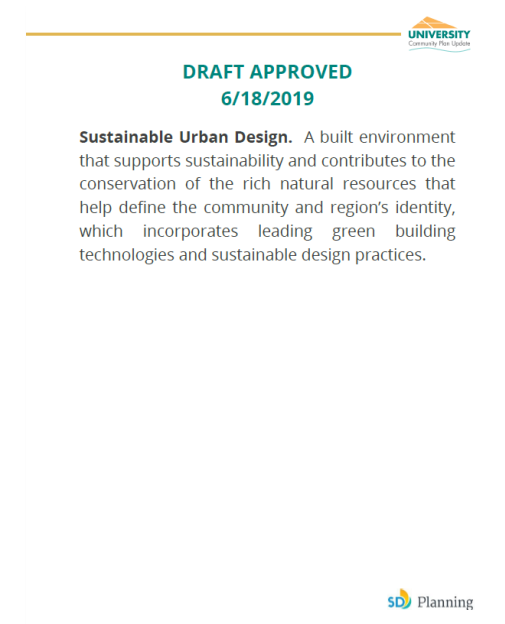 UNIVERSITY
Community Plan Update
DRAFT APPROVED
6/18/2019
Sustainable Urban Design. A built environment
that supports sustainability and contributes to the
conservation of the rich natural resources that
help define the community and region’s identity,
which incorporates leading green building
technologies and sustainable design practices.
SD Planning